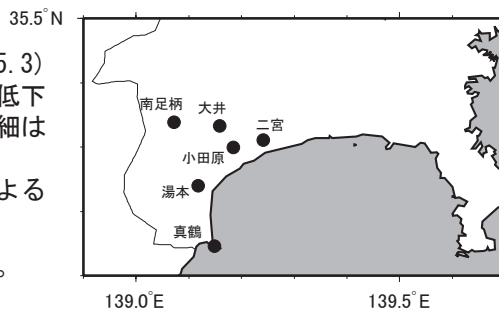 35.5°N
5.3)
低下
細は
よる
。
南足柄
大井
二宮
小田原
湯本
真鶴
139.0°E
139.5°E